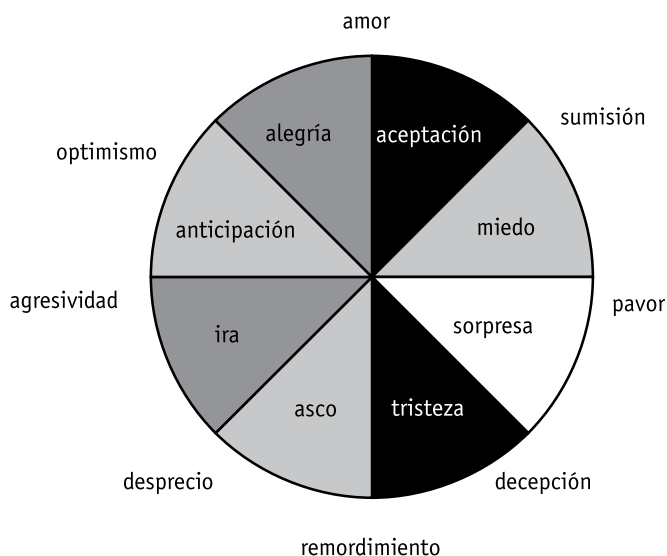 amor
sumisión
alegría
aceptación
optimismo
anticipación
miedo
agresividad
pavor
ira
sorpresa
asco
tristeza
desprecio
decepción
remordimiento